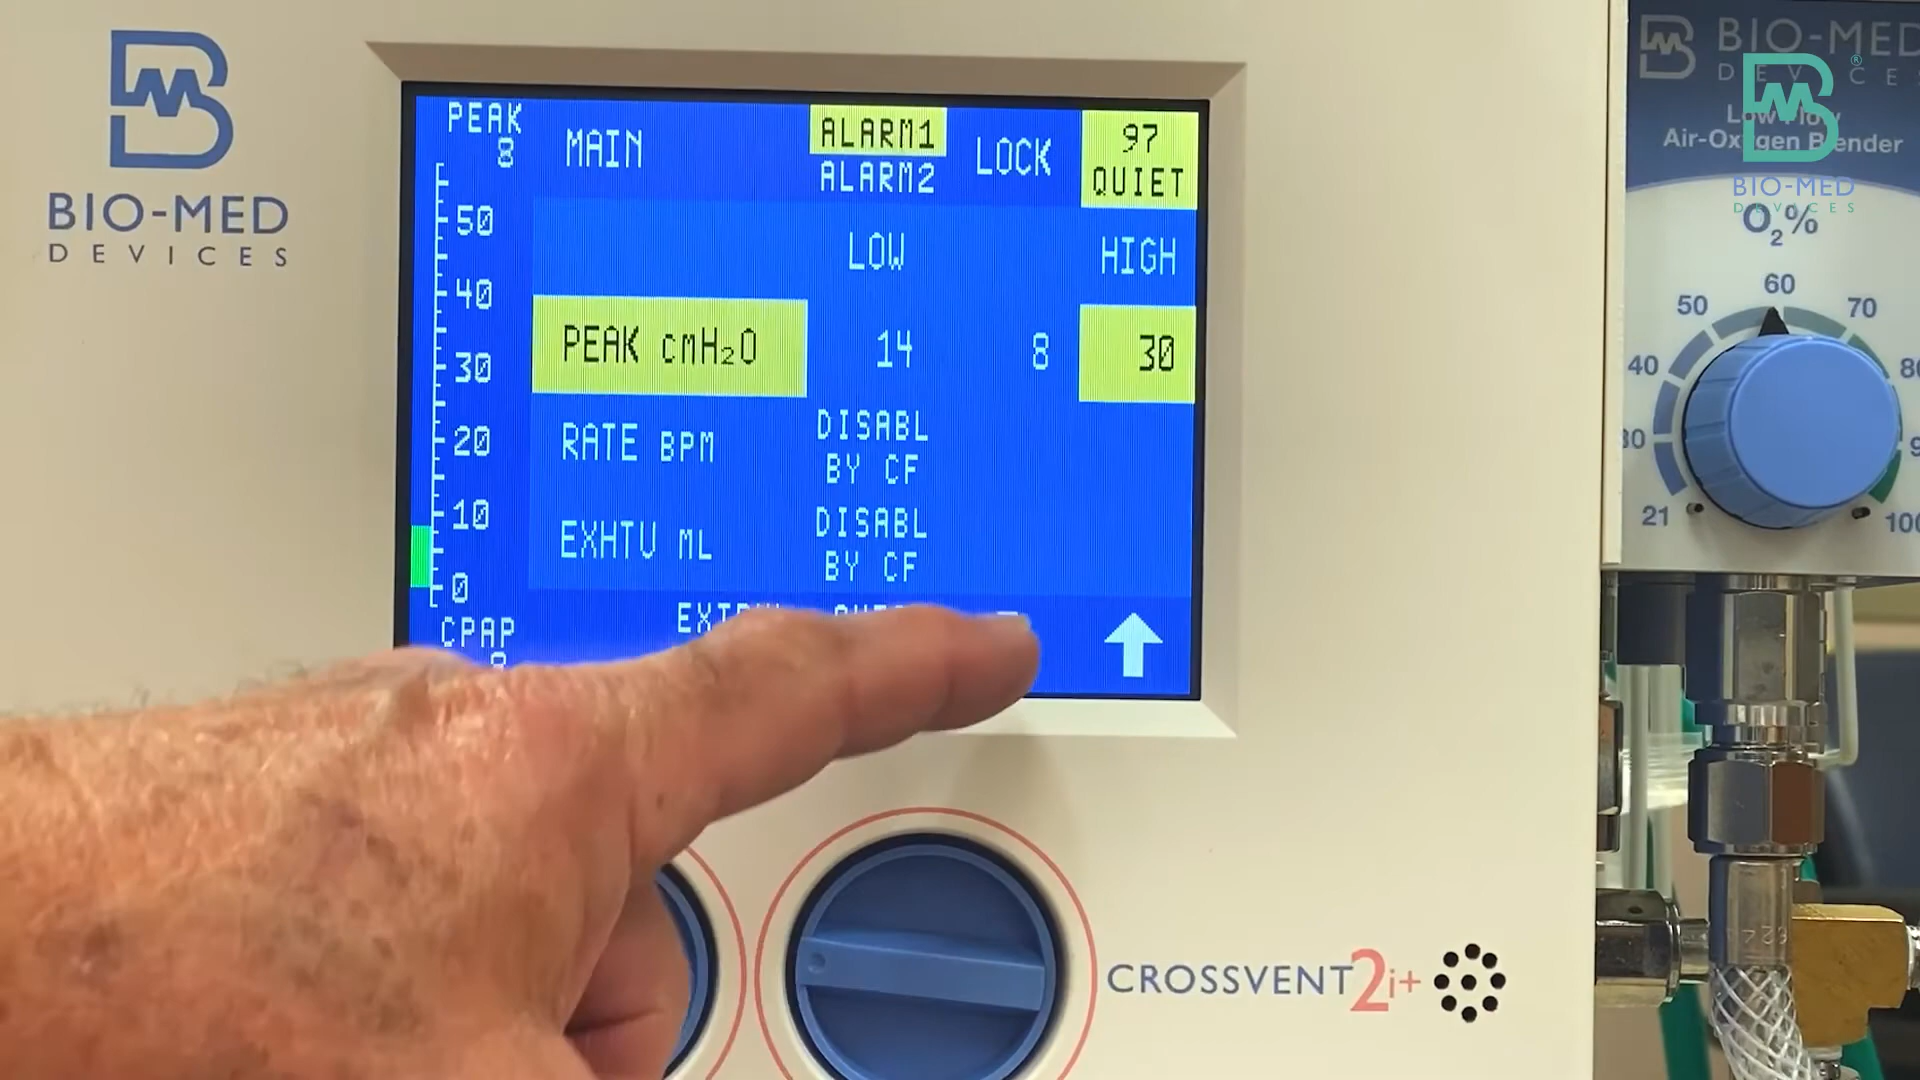 BIO-MED
DEVICES
PEAK
8
MAIN
ALARM1
ALARM2
LOCK
97
QUIET
50
40
30
20
10
0
LOW
HIGH
PEAK cmH₂O
14
8
30
RATE BPM
DISABL
BY CF
EXHTV ML
DISABL
BY CF
CPAP
CROSSVENT2i+
BIO-MED
Low Flow
Air-Oxygen Blender
BIO-MED
DEVICES
®
O₂%
21
30
40
50
60
70
100